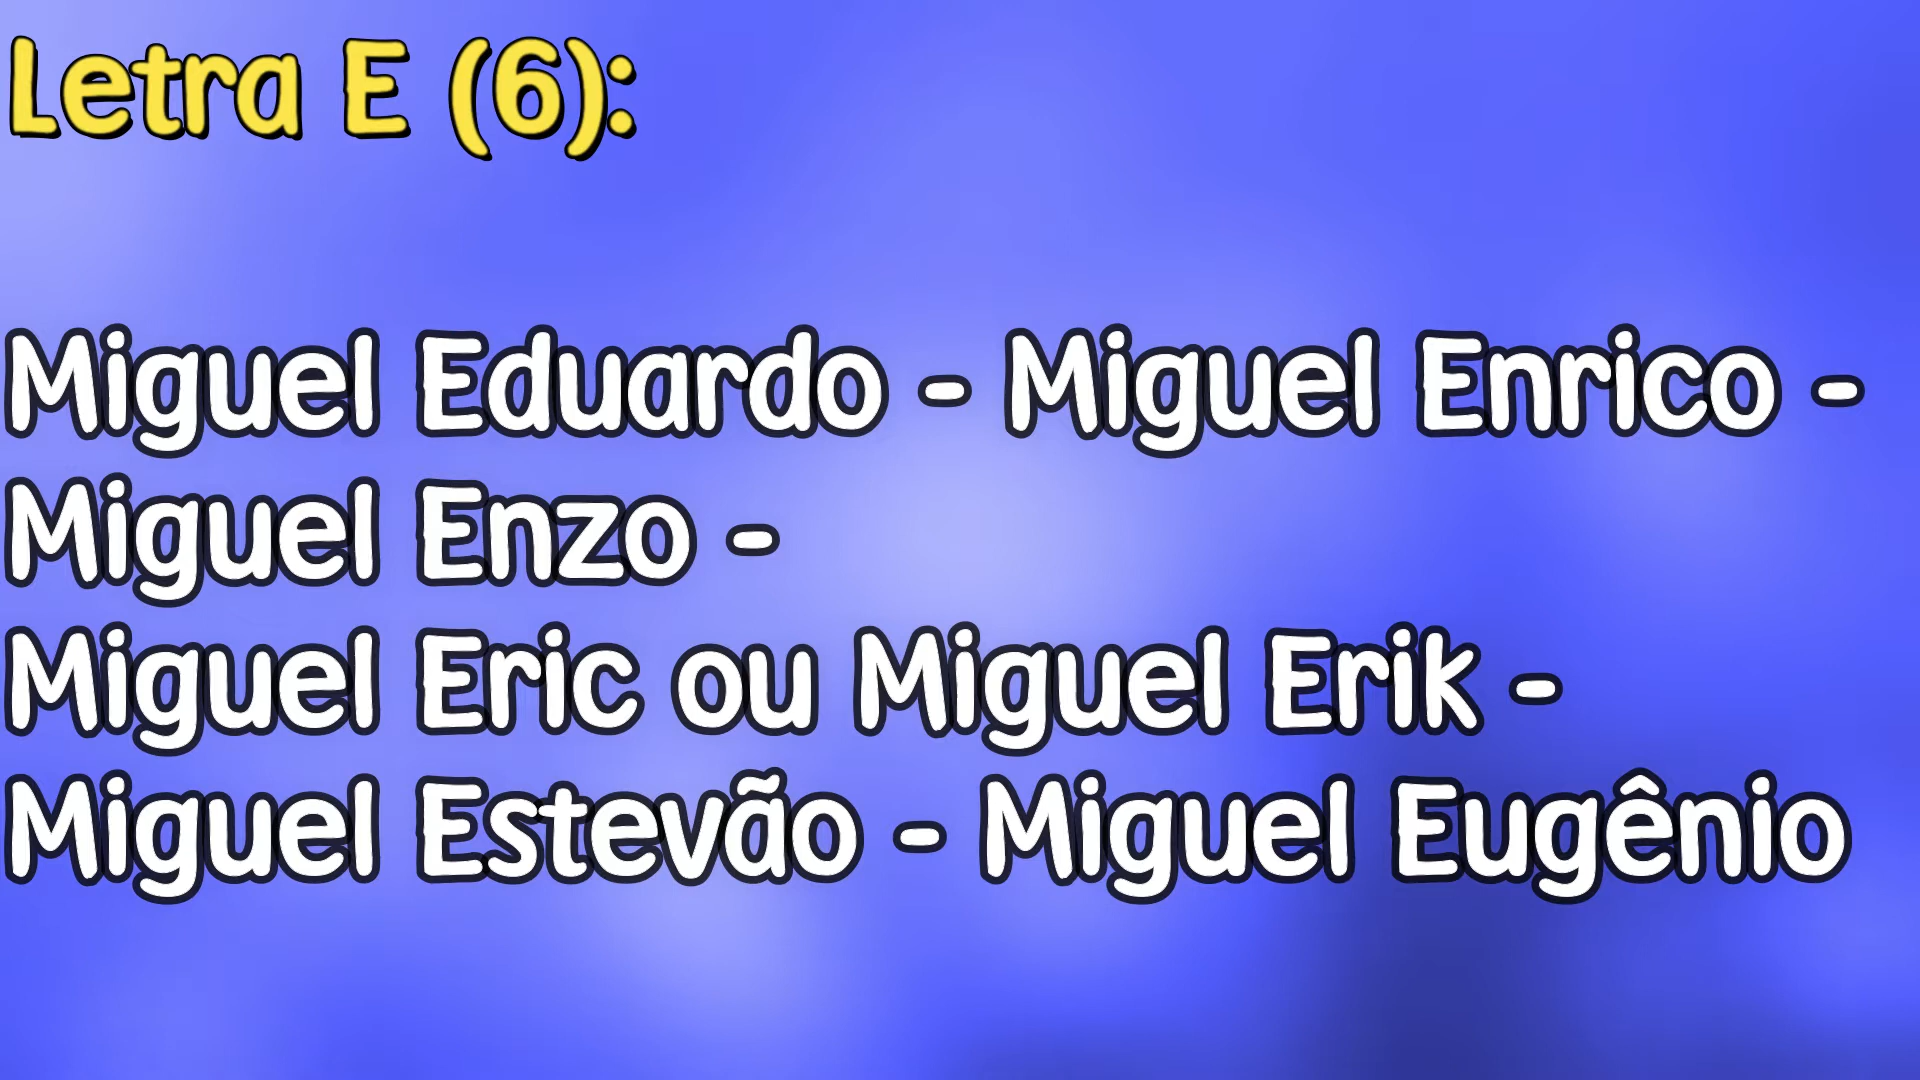 Letra E (6):
Miguel Eduardo - Miguel Enrico -
Miguel Enzo -
Miguel Eric ou Miguel Erik -
Miguel Estevão - Miguel Eugênio